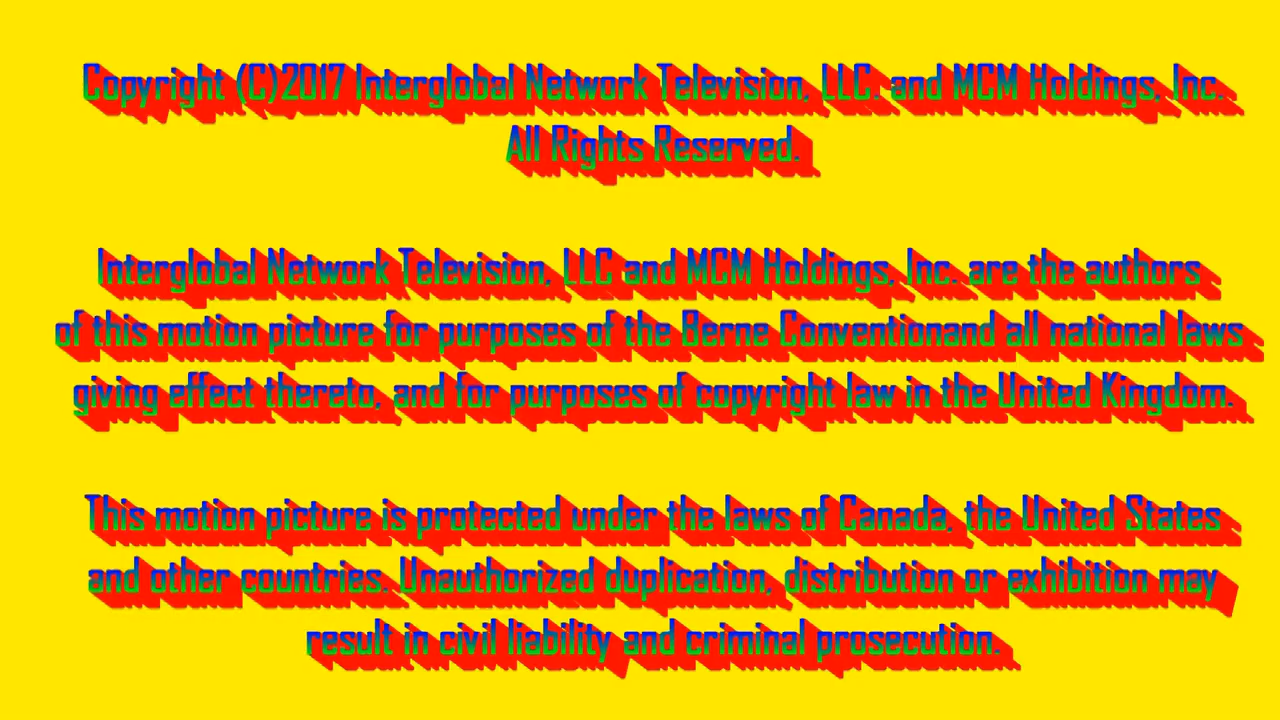 Copyright (C)2017 Interglobal Network Television, LLC. and MCM Holdings, Inc.
All Rights Reserved.
Interglobal Network Television, LLC and MCM Holdings, Inc. are the authors
of this motion picture for purposes of the Berne Conventionand all national laws
giving effect thereto, and for purposes of copyright law in the United Kingdom.
This motion picture is protected under the laws of Canada, the United States
and other countries. Unauthorized duplication, distribution or exhibition may
result in civil liability and criminal prosecution.